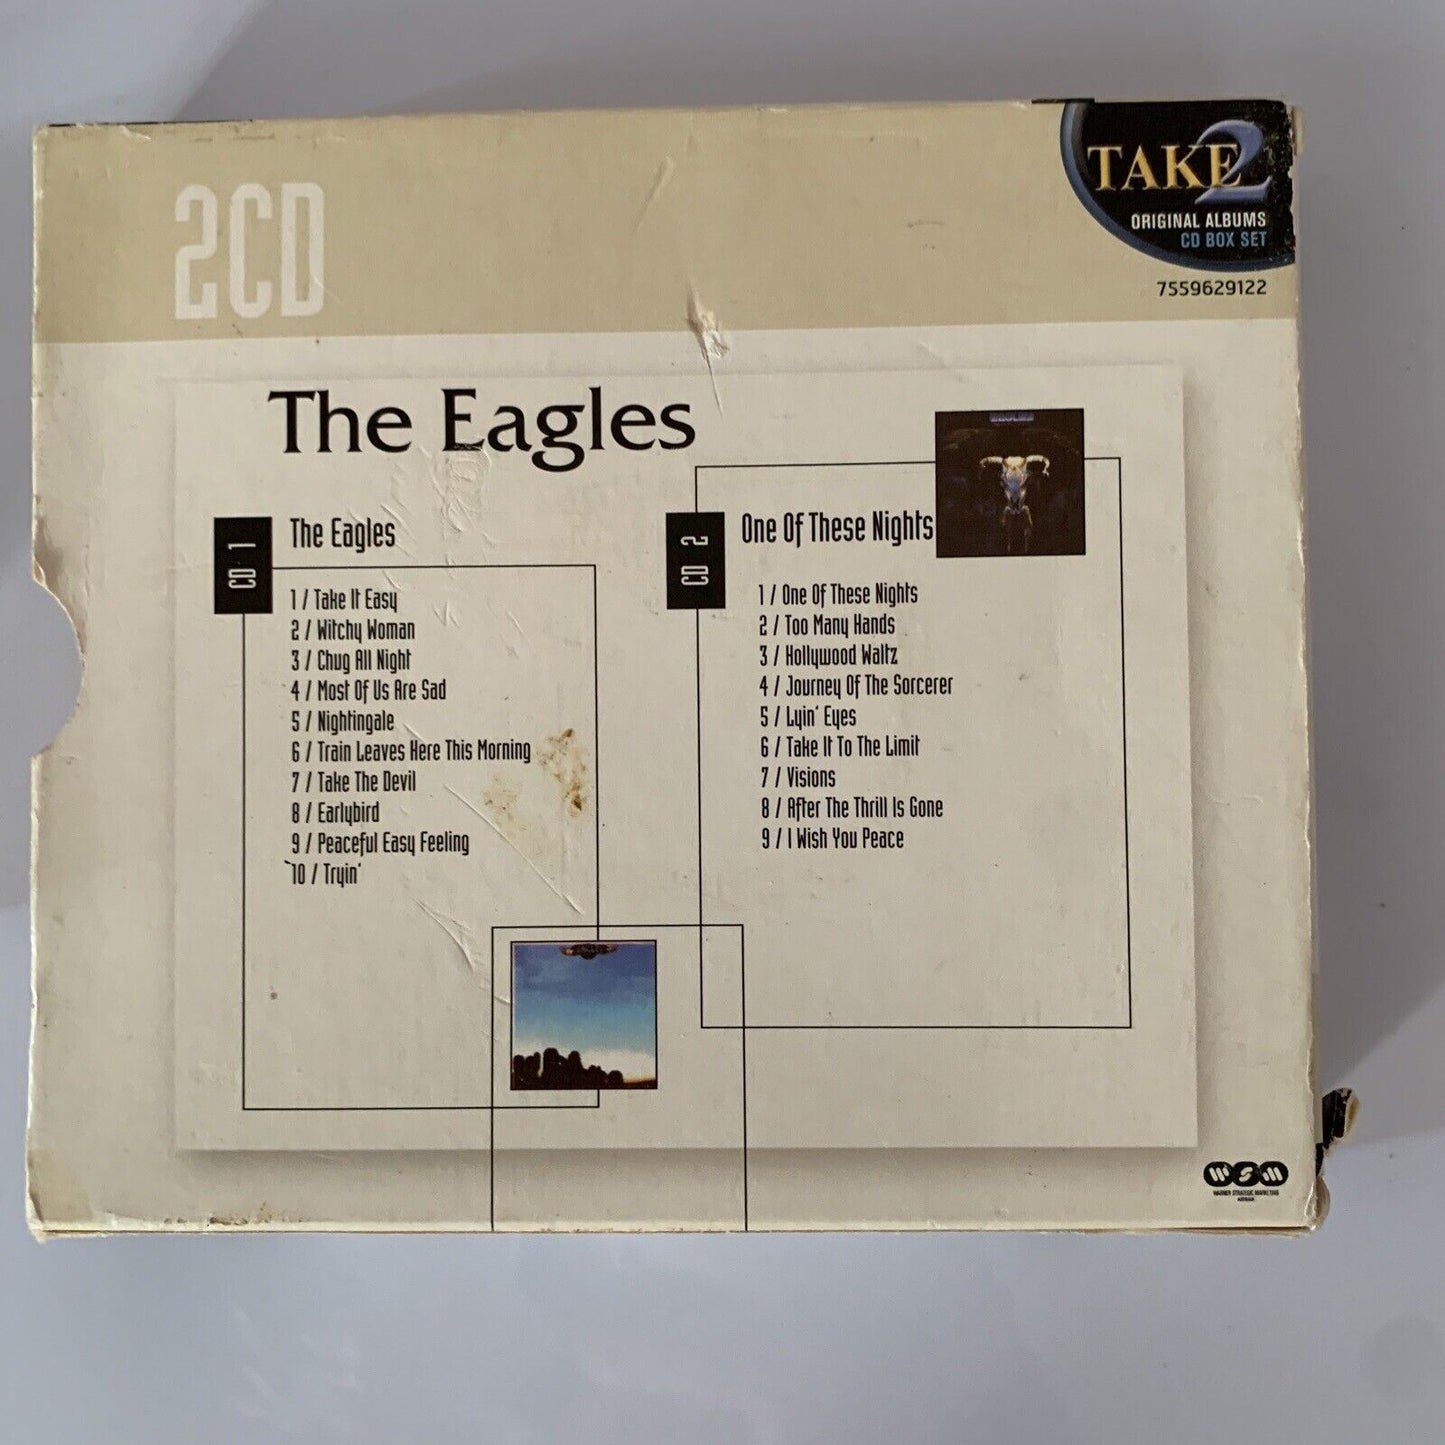 2CD
TAKE 2
ORIGINAL ALBUMS
CD BOX SET
7559629122
The Eagles
CD 1
The Eagles
1 / Take It Easy
2 / Witchy Woman
3 / Chug All Night
4 / Most Of Us Are Sad
5 / Nightingale
6 / Train Leaves Here This Morning
7 / Take The Devil
8 / Earlybird
9 / Peaceful Easy Feeling
10 / Tryin'
CD 2
One Of These Nights
1 / One Of These Nights
2 / Too Many Hands
3 / Hollywood Waltz
4 / Journey Of The Sorcerer
5 / Lyin' Eyes
6 / Take It To The Limit
7 / Visions
8 / After The Thrill Is Gone
9 / I Wish You Peace
WSM
WARNER STRATEGIC MARKETING